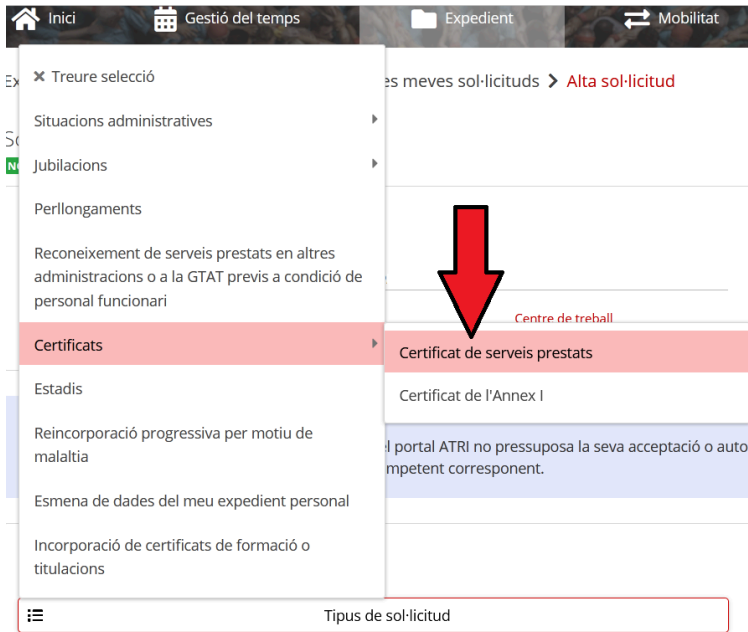 Inici
Gestió del temps
Expedient
Mobilitat
es meves sol·licituds > Alta sol·licitud
Treure selecció
Situacions administratives
Jubilacions
Perllongaments
Reconeixement de serveis prestats en altres
administracions o a la GTAT previs a condició de
personal funcionari
Centre de treball
Certificats
Certificat de serveis prestats
Certificat de l'Annex I
Estadis
Reincorporació progressiva per motiu de
malaltia
el portal ATRI no pressuposa la seva acceptació o auto
mpetent corresponent.
Esmena de dades del meu expedient personal
Incorporació de certificats de formació o
titulacions
Tipus de sol·licitud